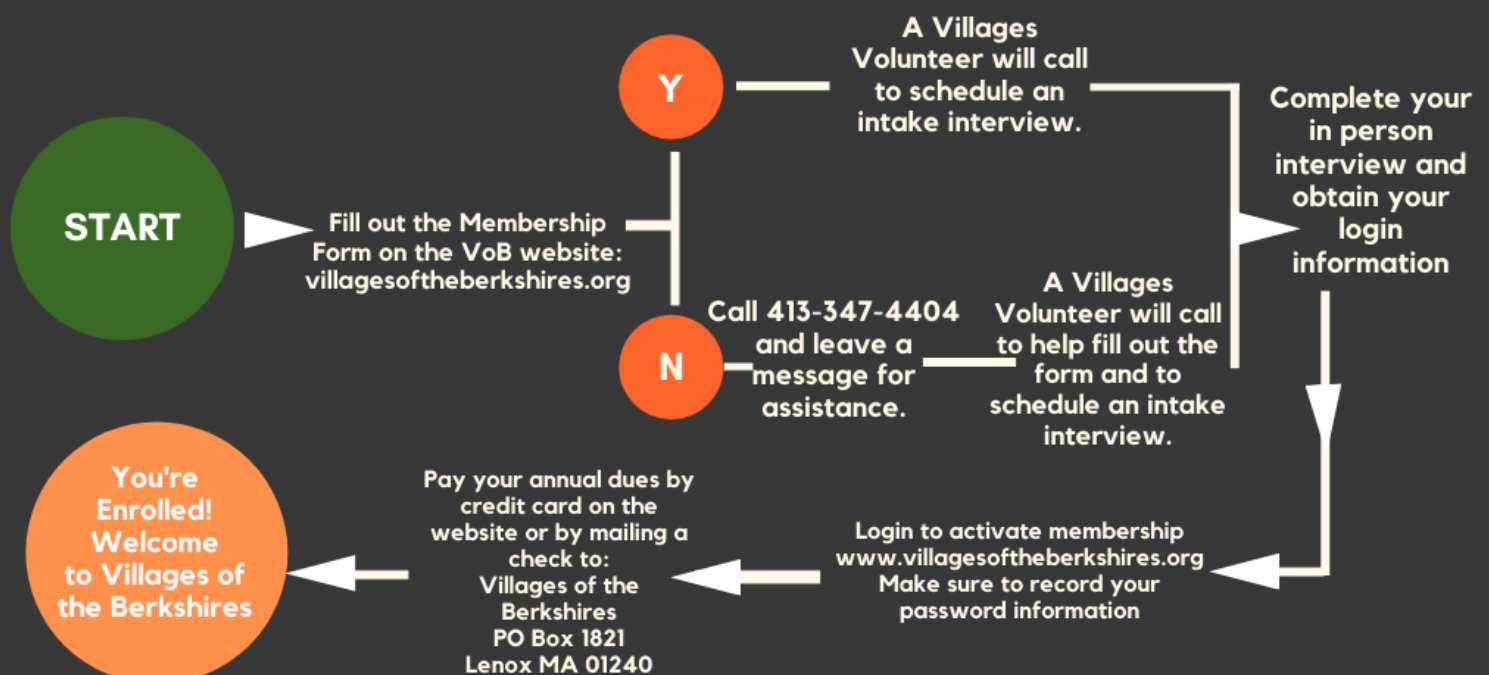 START
Fill out the Membership
Form on the VoB website:
villagesoftheberkshires.org
Y
A Villages
Volunteer will call
to schedule an
intake interview.
N
Call 413-347-4404
and leave a
message for
assistance.
A Villages
Volunteer will call
to help fill out the
form and to
schedule an intake
interview.
Complete your
in person
interview and
obtain your
login
information
Login to activate membership
www.villagesoftheberkshires.org
Make sure to record your
password information
Pay your annual dues by
credit card on the
website or by mailing a
check to:
Villages of the
Berkshires
PO Box 1821
Lenox MA 01240
You're
Enrolled!
Welcome
to Villages of
the Berkshires